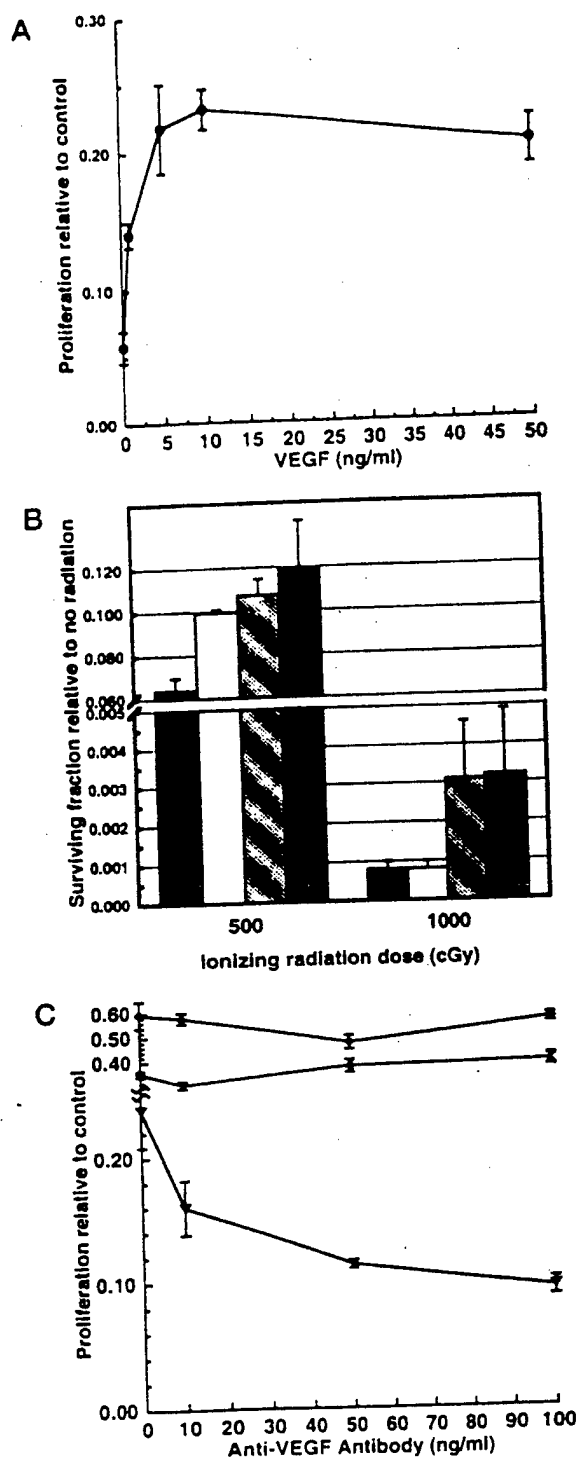 A
Proliferation relative to control
0.30
0.20
0.10
0.00
0 5 10 15 20 25 30 35 40 45 50
VEGF (ng/ml)
B
Surviving fraction relative to no radiation
0.120
0.100
0.080
0.060
0.005
0.004
0.003
0.002
0.001
0.000
500 1000
Ionizing radiation dose (cGy)
C
Proliferation relative to control
0.60
0.50
0.40
0.20
0.10
0.00
0 10 20 30 40 50 60 70 80 90 100
Anti-VEGF Antibody (ng/ml)